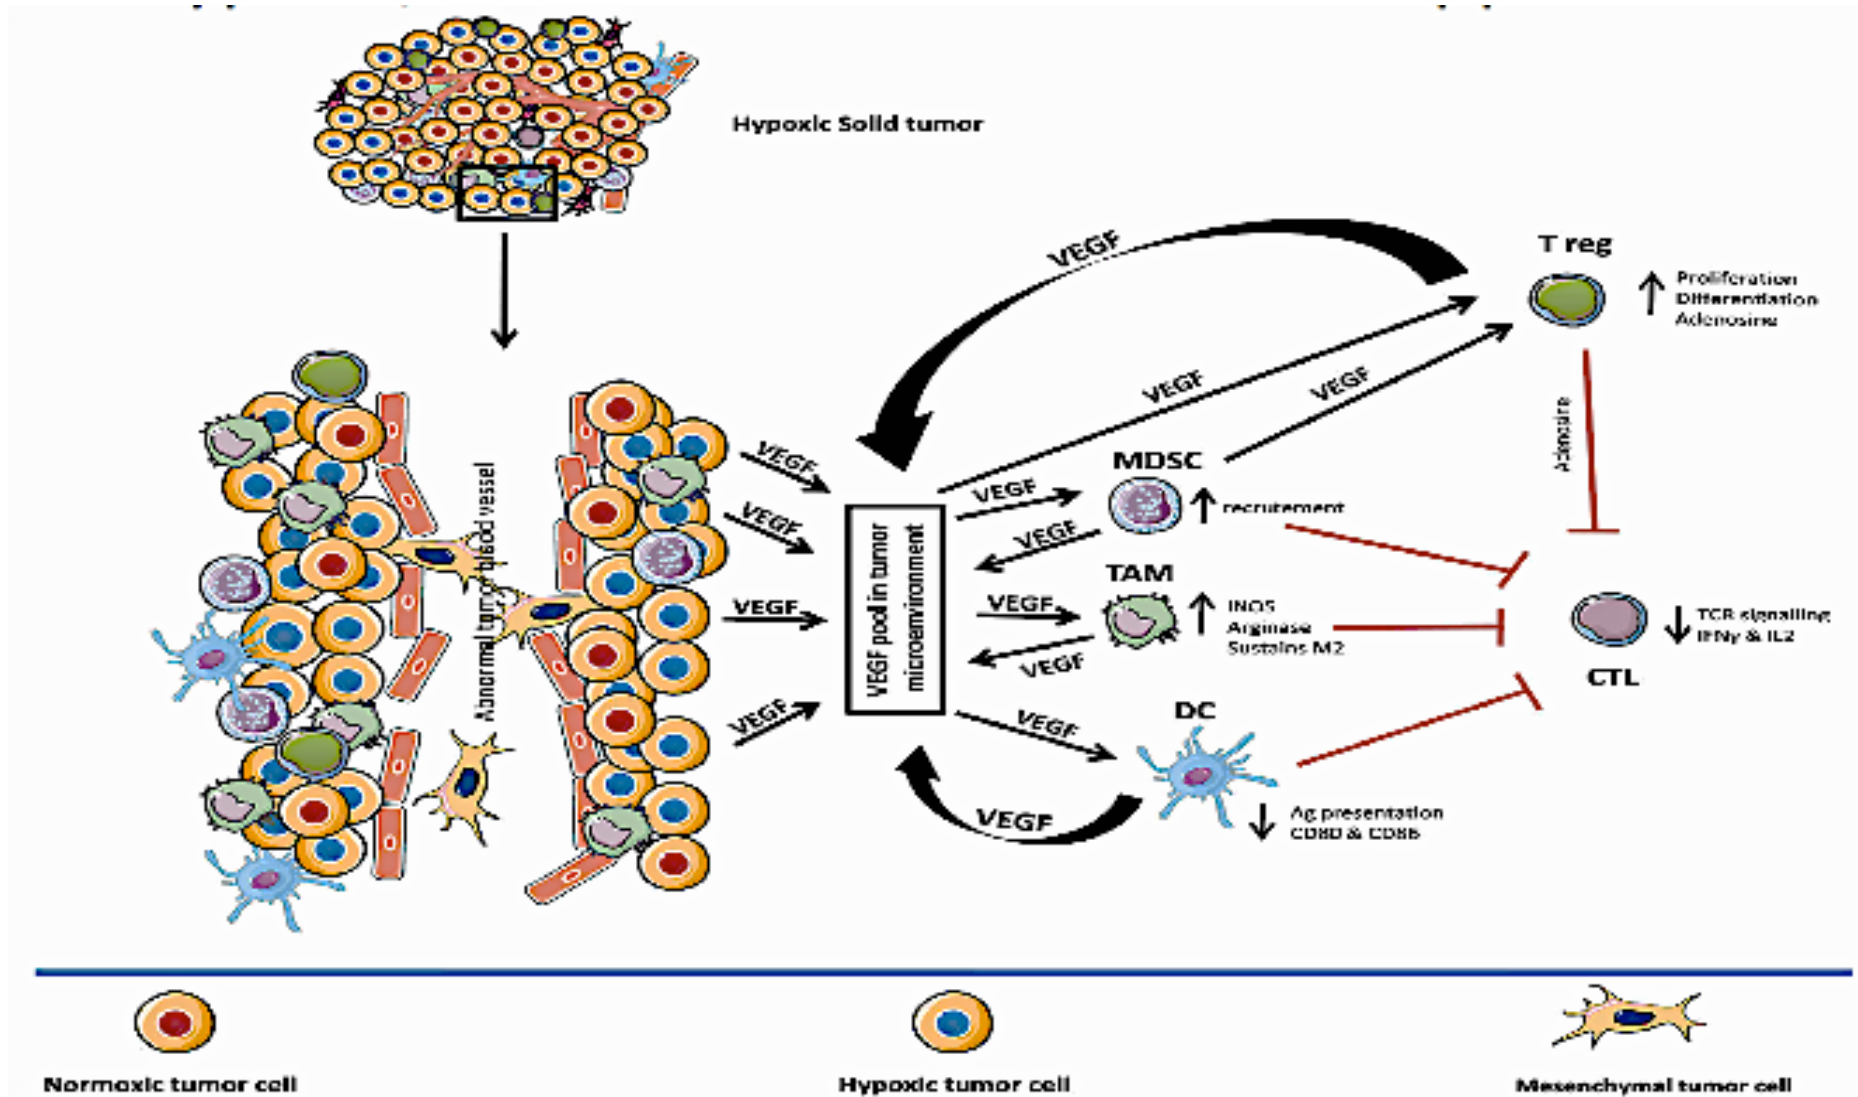 Hypoxic Solid tumor
VEGF
T reg
Proliferation
Differentiation
Adenosine
VEGF
VEGF
Adenosine
Abnormal tumor blood vessel
VEGF
VEGF
VEGF
VEGF
VEGF pool in tumor
microenvironment
MDSC
VEGF
recrutement
VEGF
TAM
VEGF
iNOS
Arginase
Sustains M2
VEGF
TCR signalling
IFNγ & IL2
CTL
DC
VEGF
VEGF
Ag presentation
CD80 & CD86
Normoxic tumor cell
Hypoxic tumor cell
Mesenchymal tumor cell